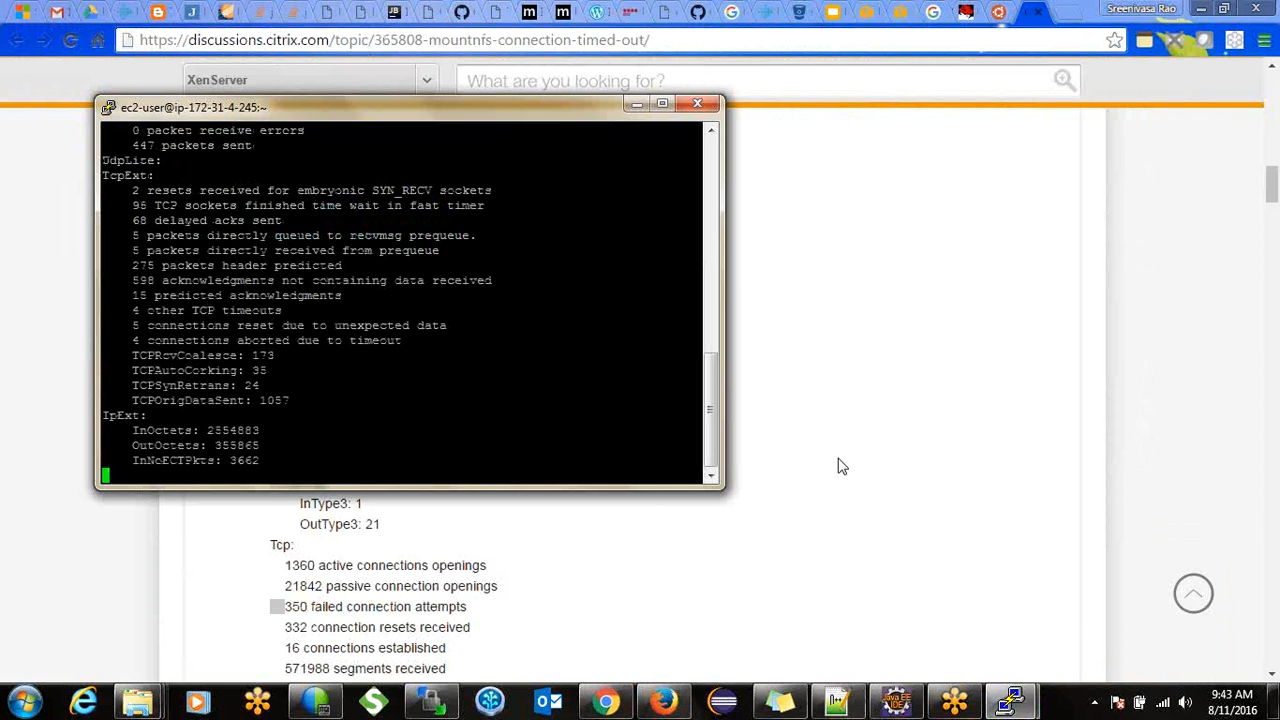 Sreenivasa Rao
https://discussions.citrix.com/topic/365808-mountnfs-connection-timed-out/
XenServer
What are you looking for?
ec2-user@ip-172-31-4-245:~
0 packet receive errors
447 packets sent
UdpLite:
TcpExt:
2 resets received for embryonic SYN_RECV sockets
95 TCP sockets finished time wait in fast timer
68 delayed acks sent
5 packets directly queued to recvmsg prequeue.
5 packets directly received from prequeue
275 packets header predicted
598 acknowledgments not containing data received
15 predicted acknowledgments
4 other TCP timeouts
5 connections reset due to unexpected data
4 connections aborted due to timeout
TCPRcvCoalesce: 173
TCPAutoCorking: 35
TCPSynRetrans: 24
TCPOrigDataSent: 1057
IpExt:
InOctets: 2554883
OutOctets: 355865
InNoECTPkts: 3662
InType3: 1
OutType3: 21
Tcp:
1360 active connections openings
21842 passive connection openings
350 failed connection attempts
332 connection resets received
16 connections established
571988 segments received
9:43 AM
8/11/2016